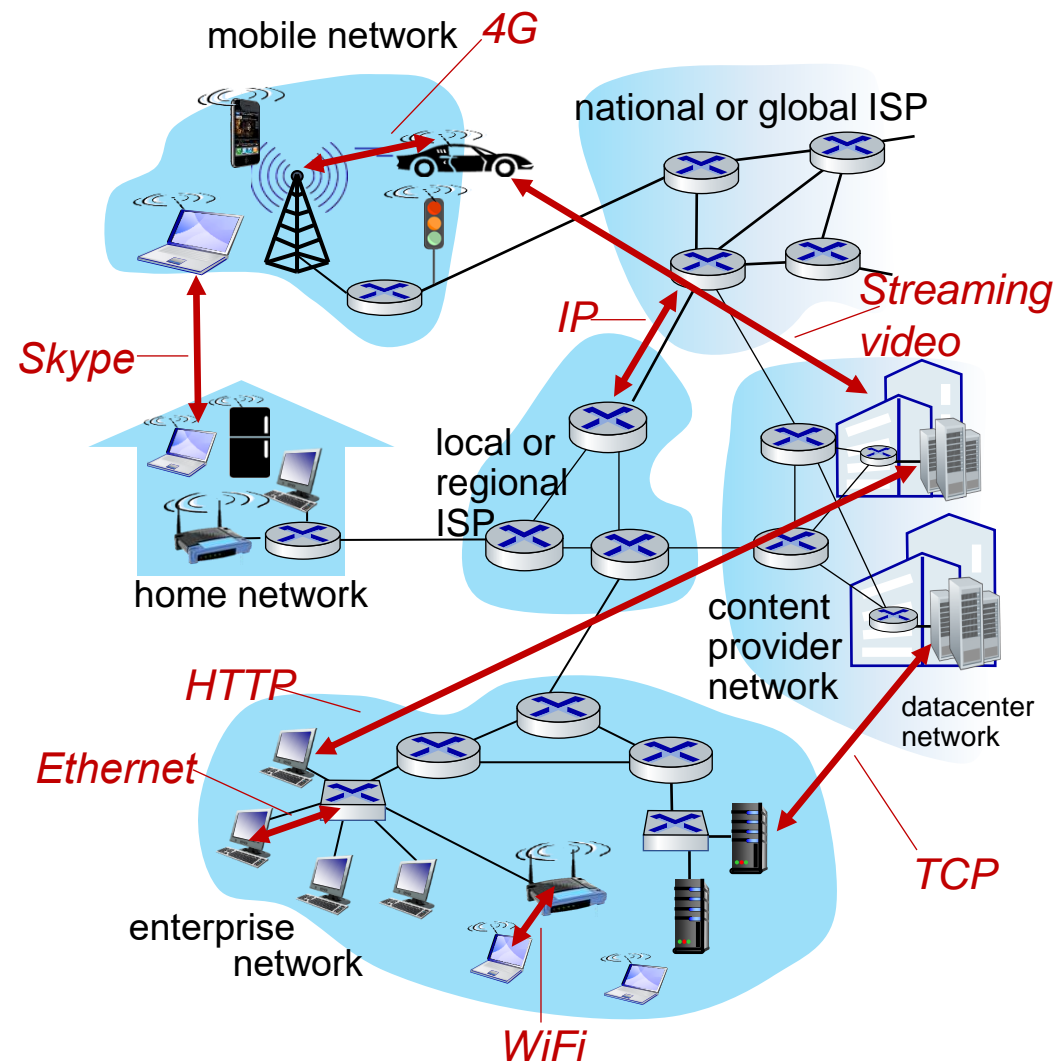 mobile network
4G
national or global ISP
IP
Streaming
video
Skype
local or
regional
ISP
home network
content
provider
network
datacenter
network
HTTP
Ethernet
TCP
enterprise
network
WiFi